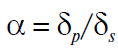 α = δₚ/δₛ